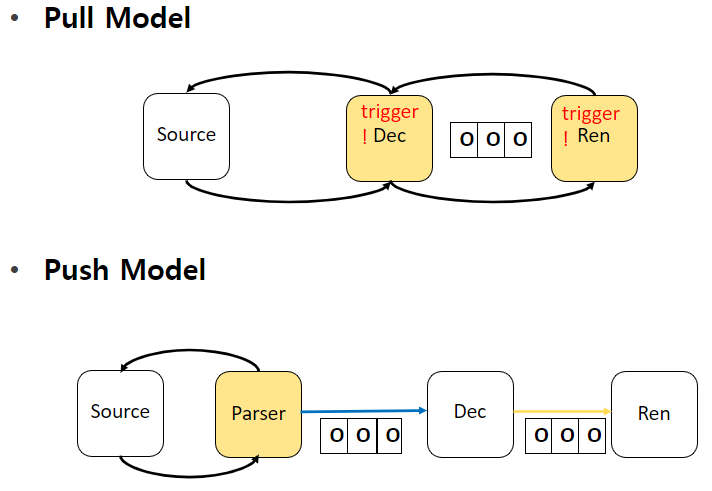 • Pull Model
Source
trigger
! Dec
o o o
trigger
! Ren
• Push Model
Source
Parser
o o o
Dec
o o o
Ren